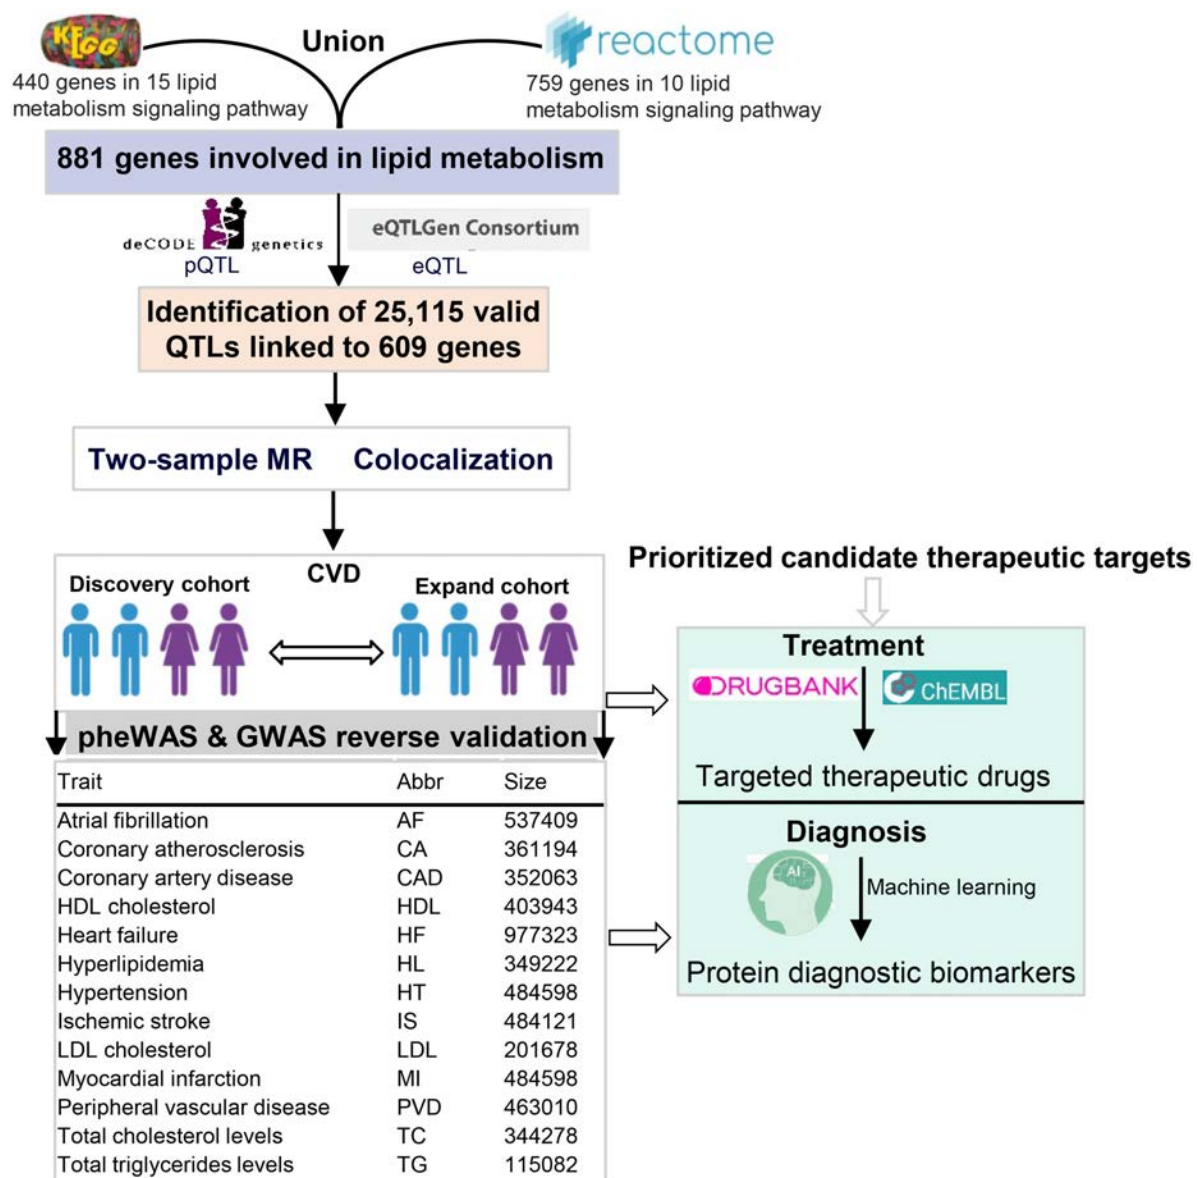 KEGG
Union
reactome
440 genes in 15 lipid
metabolism signaling pathway
759 genes in 10 lipid
metabolism signaling pathway
881 genes involved in lipid metabolism
deCODE genetics
pQTL
eQTLGen Consortium
eQTL
Identification of 25,115 valid
QTLs linked to 609 genes
Two-sample MR Colocalization
CVD
Discovery cohort
Expand cohort
pheWAS & GWAS reverse validation
Trait Abbr Size
Atrial fibrillation AF 537409
Coronary atherosclerosis CA 361194
Coronary artery disease CAD 352063
HDL cholesterol HDL 403943
Heart failure HF 977323
Hyperlipidemia HL 349222
Hypertension HT 484598
Ischemic stroke IS 484121
LDL cholesterol LDL 201678
Myocardial infarction MI 484598
Peripheral vascular disease PVD 463010
Total cholesterol levels TC 344278
Total triglycerides levels TG 115082
Prioritized candidate therapeutic targets
Treatment
DRUGBANK
ChEMBL
Targeted therapeutic drugs
Diagnosis
AI
Machine learning
Protein diagnostic biomarkers